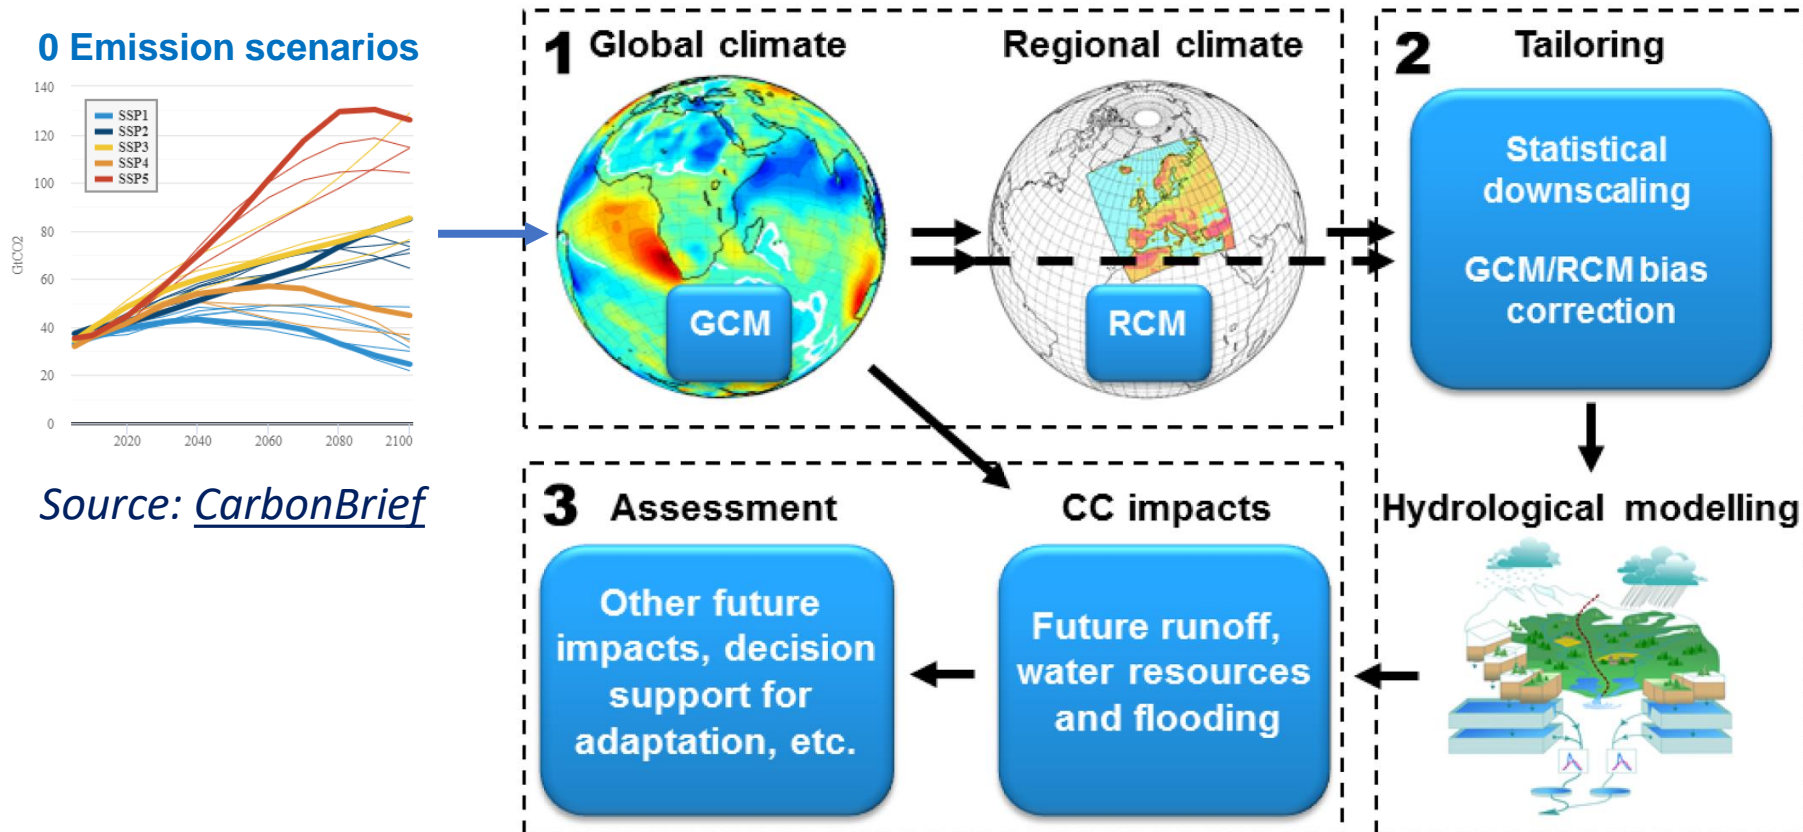 0 Emission scenarios
140
120
100
80
60
40
20
0
GtCO2
SSP1
SSP2
SSP3
SSP4
SSP5
2020
2040
2060
2080
2100
Source: CarbonBrief
1 Global climate
Regional climate
GCM
RCM
2 Tailoring
Statistical
downscaling
GCM/RCM bias
correction
Hydrological modelling
3 Assessment
CC impacts
Other future
impacts, decision
support for
adaptation, etc.
Future runoff,
water resources
and flooding